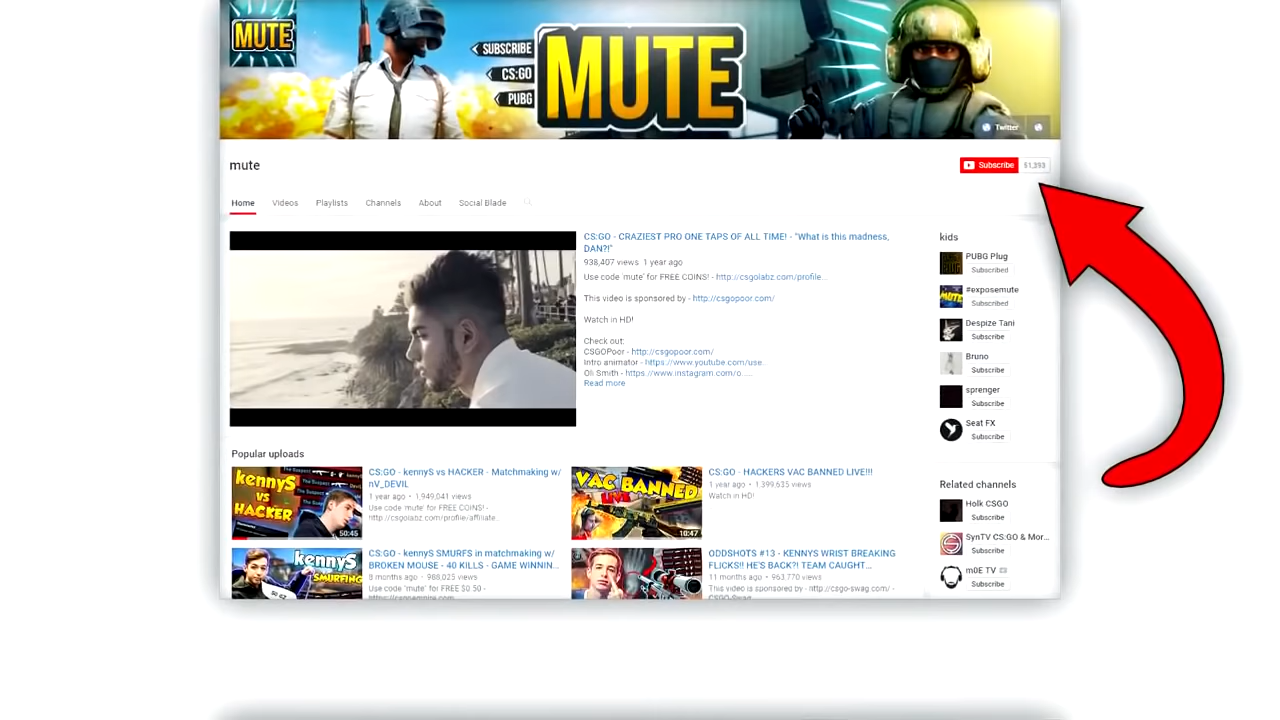 MUTE
SUBSCRIBE
CS:GO
PUBG
MUTE
Twitter
mute
Subscribe 51,393
Home Videos Playlists Channels About Social Blade
CS:GO - CRAZIEST PRO ONE TAPS OF ALL TIME! - "What is this madness,
DAN?!"
938,407 views 1 year ago
Use code 'mute' for FREE COINS! - http://csgolabz.com/profile...
This video is sponsored by - http://csgopoor.com/
Watch in HD!
Check out:
CSGOPoor - http://csgopoor.com/
Intro animator - https://www.youtube.com/use...
Oli Smith - https://www.instagram.com/o.....
Read more
kids
PUBG Plug
Subscribed
#exposemute
Subscribed
Despize Tani
Subscribe
Bruno
Subscribe
sprenger
Subscribe
Seat FX
Subscribe
Popular uploads
kennyS
VS
HACKER
50:45
CS:GO - kennyS vs HACKER - Matchmaking w/
nV_DEVIL
1 year ago • 1,949,041 views
Use code 'mute' for FREE COINS! -
http://csgolabz.com/profile/affiliate...
VAC BANNED
LIVE
10:47
CS:GO - HACKERS VAC BANNED LIVE!!!
1 year ago • 1,399,635 views
Watch in HD!
kennyS
SMURFING
CS:GO - kennyS SMURFS in matchmaking w/
BROKEN MOUSE - 40 KILLS - GAME WINNIN...
8 months ago • 988,025 views
Use code 'mute' for FREE $0.50 -
ODDSHOTS #13 - KENNYS WRIST BREAKING
FLICKS!! HE'S BACK?! TEAM CAUGHT...
11 months ago • 963,770 views
This video is sponsored by - http://csgo-swag.com/ -
CSGO-Swag
Related channels
Holk CSGO
Subscribe
SynTV CS:GO & Mor...
Subscribe
m0E TV
Subscribe